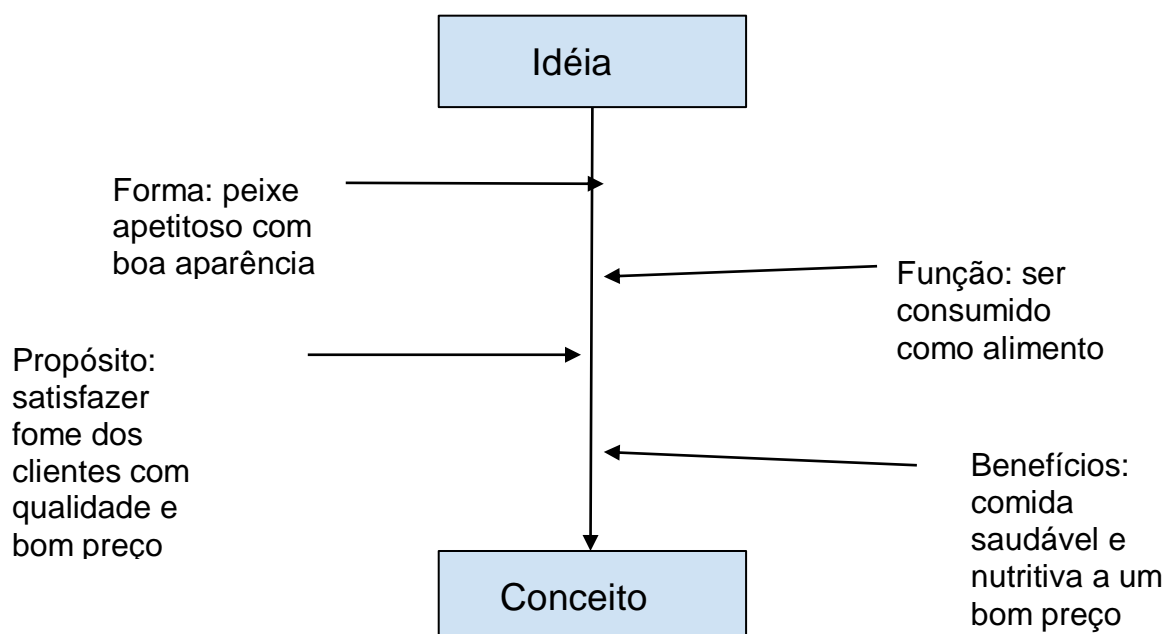 Idéia
Forma: peixe
apetitoso com
boa aparência
Função: ser
consumido
como alimento
Propósito:
satisfazer
fome dos
clientes com
qualidade e
bom preço
Benefícios:
comida
saudável e
nutritiva a um
bom preço
Conceito